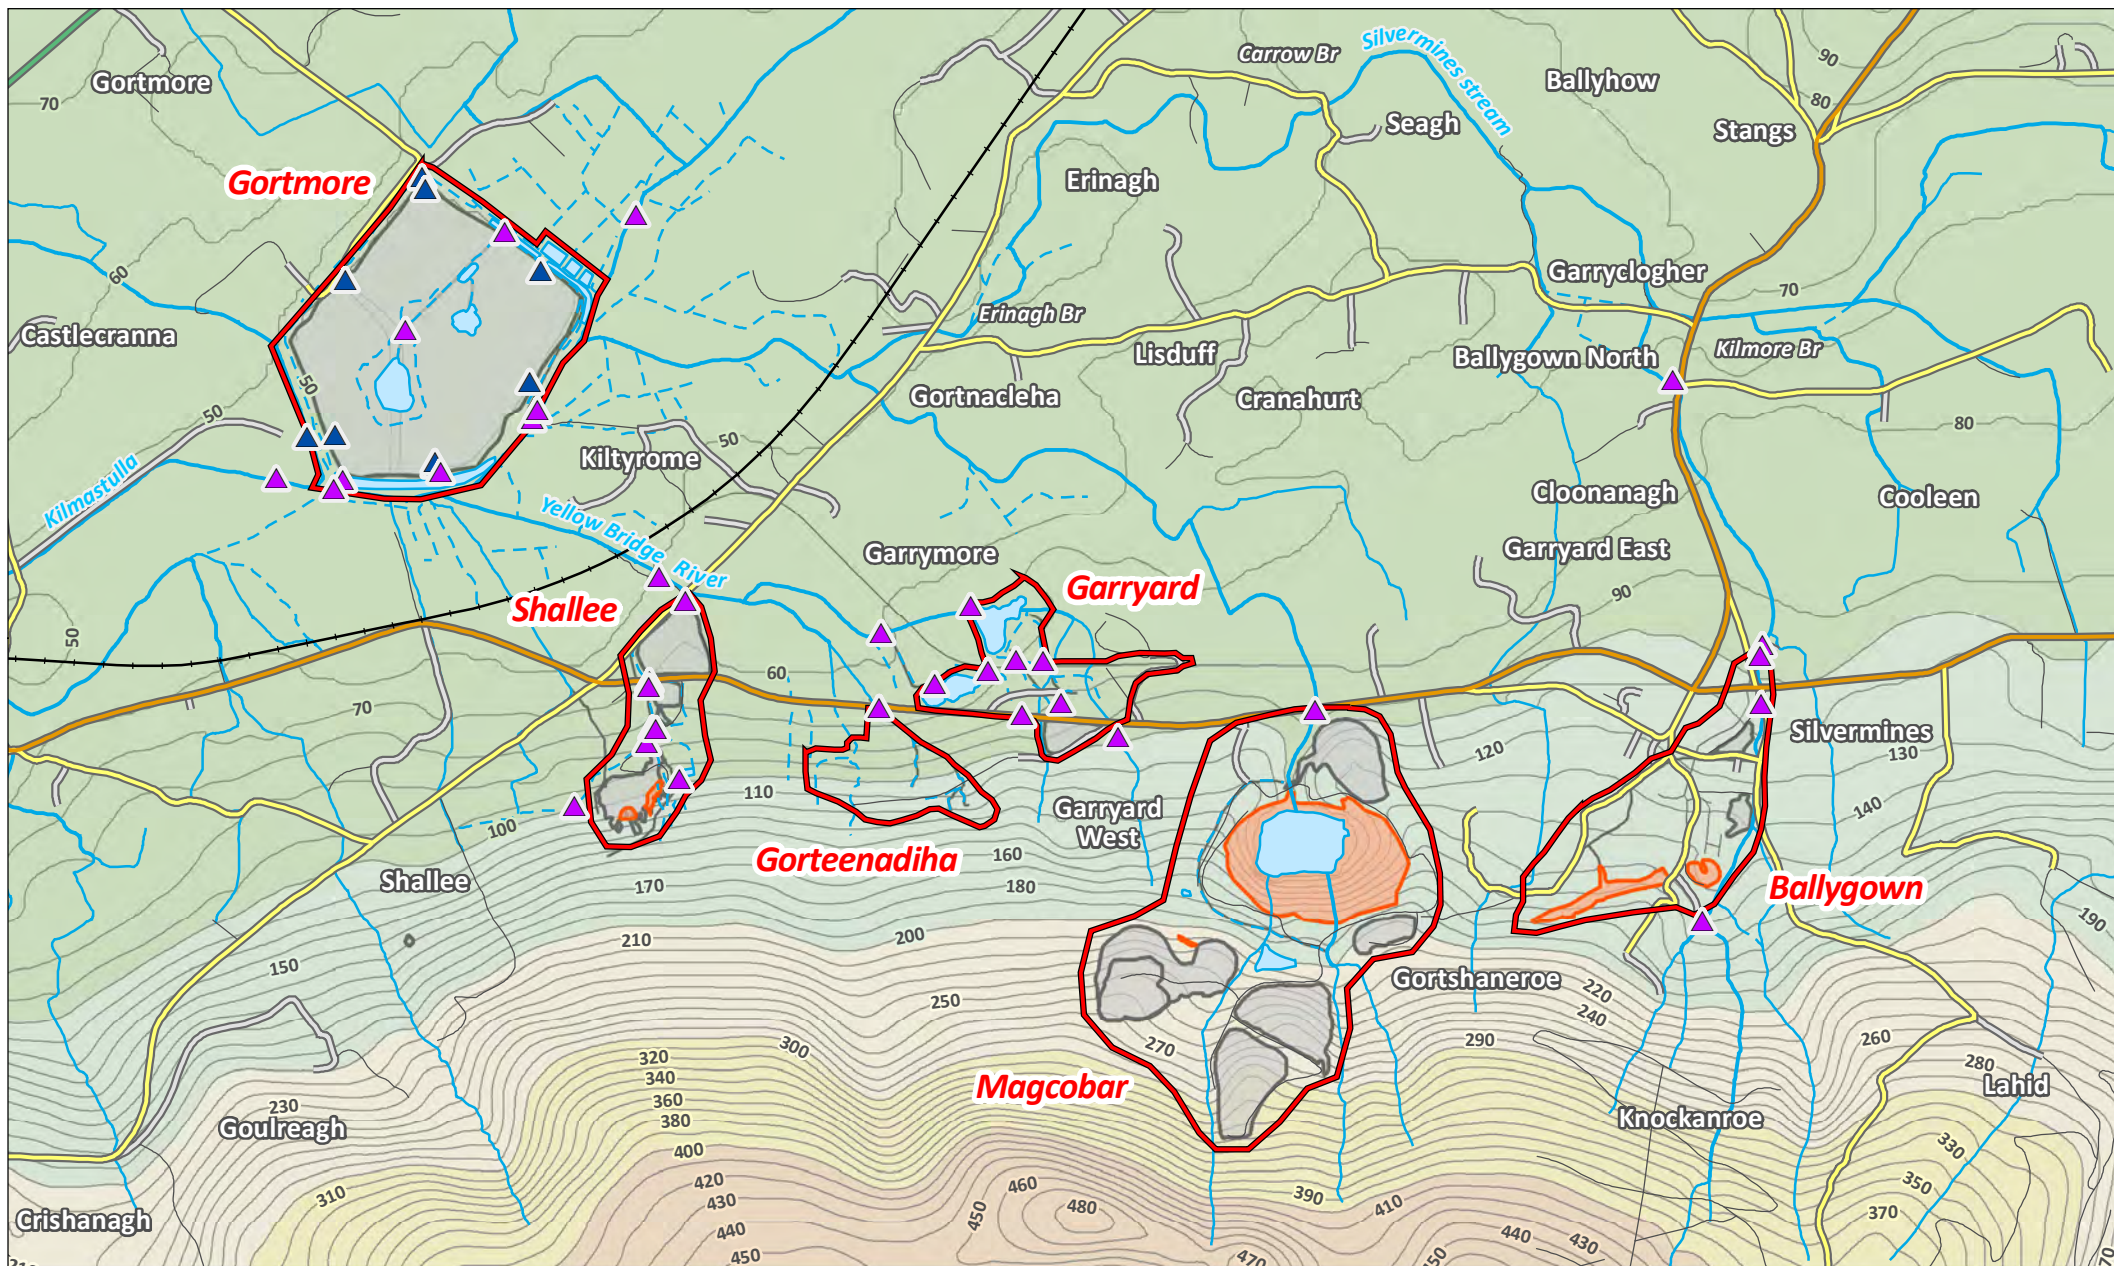 Gortmore
70
Gortmore
60
Castlecranna
50
50
Kilmastulla
Carrow Br
Silvermines stream
Ballyhow
90
80
Seagh
Stangs
Erinagh
Garryclogher
70
Erinagh Br
Lisduff
Ballygown North
Kilmore Br
Gortnacleha
Cranahurt
80
Kiltyrome
50
Cloonanagh
Cooleen
Yellow Bridge River
Garrymore
Garryard East
Garryard
90
Shallee
50
60
70
Silvermines
120
130
110
Garryard
West
140
100
Gorteenadiha
160
Shallee
170
180
Ballygown
190
210
200
150
Gortshaneroe
220
240
250
270
290
260
280
300
320
340
360
380
400
Magcobar
Lahid
230
Goulreagh
Knockanroe
330
350
370
310
420
430
440
450
460
480
450
390
410
470
440
430
450
Crishanagh
210
70